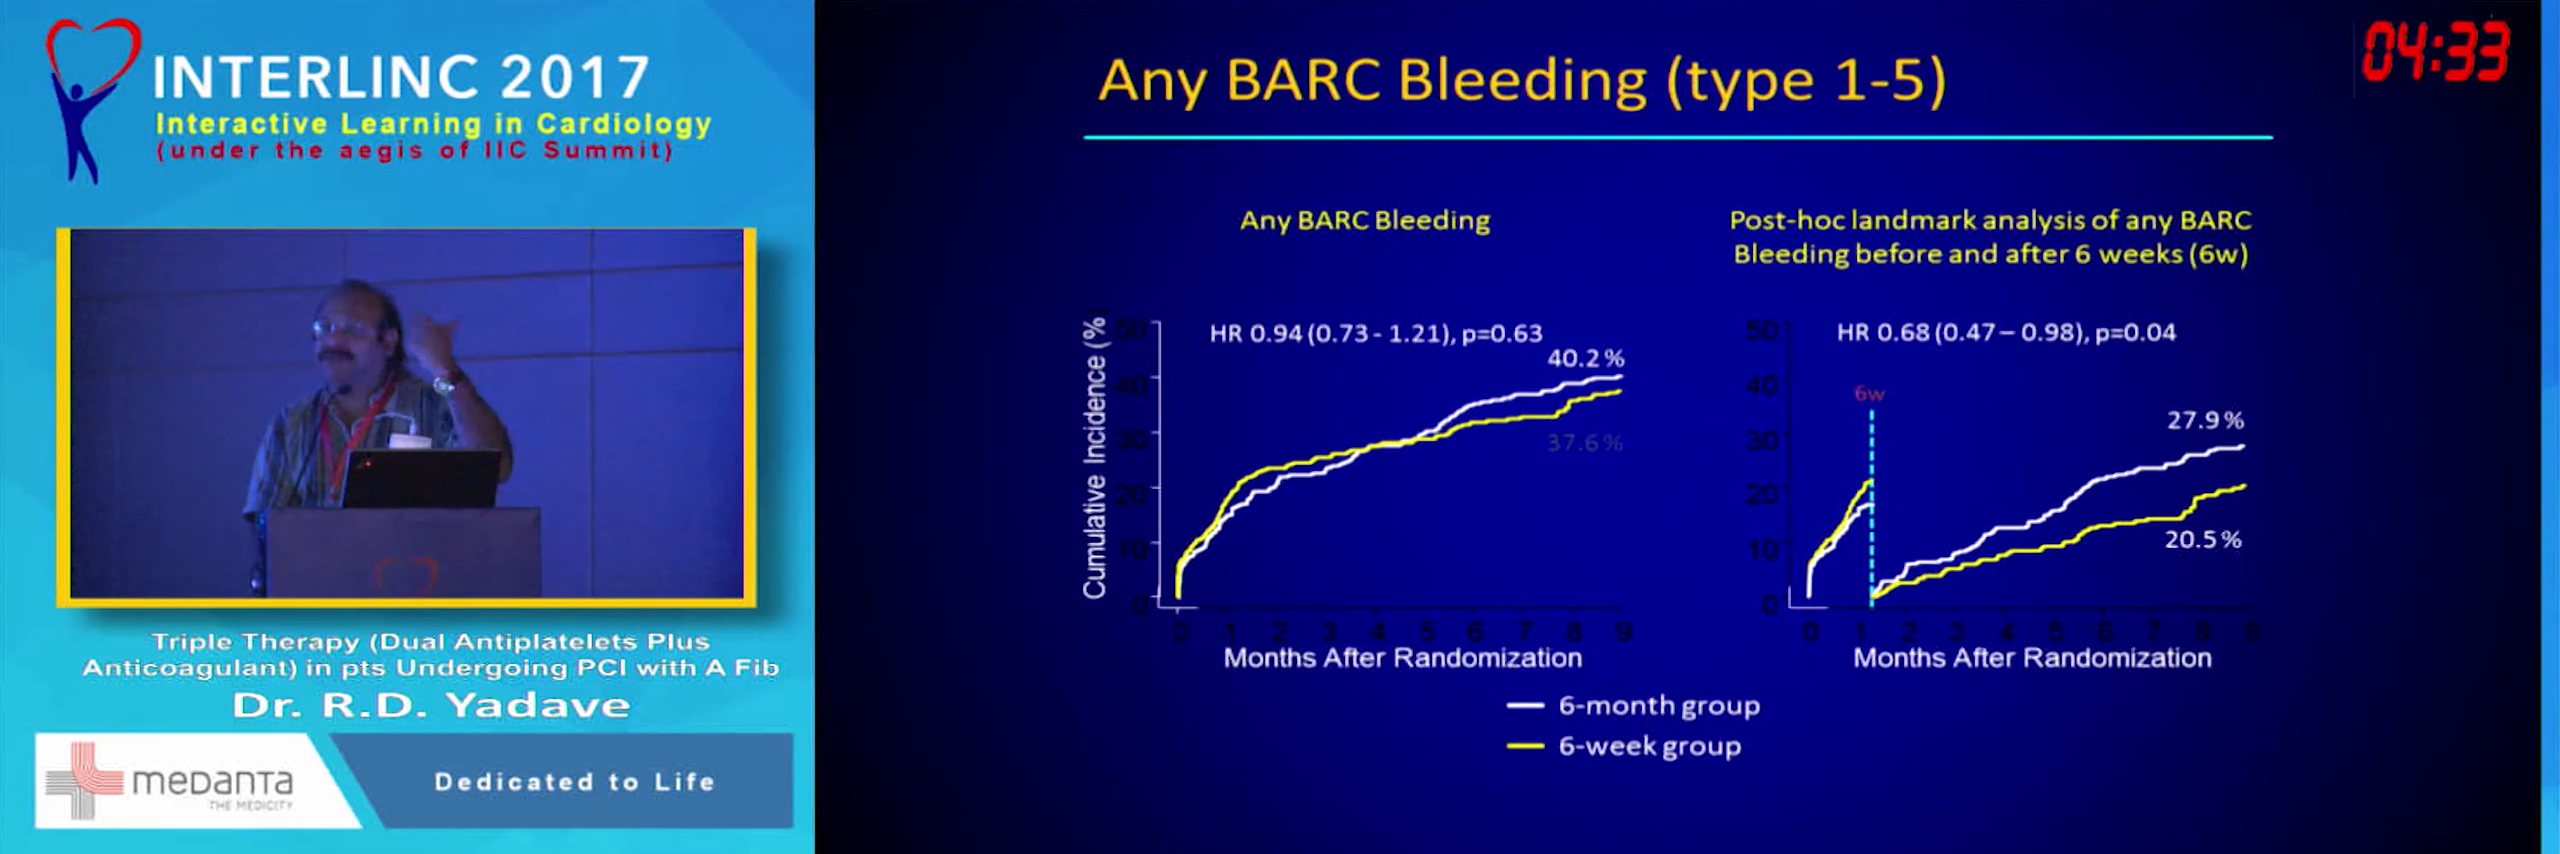 INTERLINC 2017
Interactive Learning in Cardiology
(under the aegis of IIC Summit)
Triple Therapy (Dual Antiplatelets Plus
Anticoagulant) in pts Undergoing PCI with A Fib
Dr. R.D. Yadave
meDanTa
THE MEDICITY
Dedicated to Life
04:33
Any BARC Bleeding (type 1-5)
Any BARC Bleeding
Cumulative Incidence (%
50
40
30
20
10
0
HR 0.94 (0.73 - 1.21), p=0.63
40.2%
37.6%
0 1 2 3 4 5 6 7 8 9
Months After Randomization
Post-hoc landmark analysis of any BARC
Bleeding before and after 6 weeks (6w)
50
40
30
20
10
0
HR 0.68 (0.47 – 0.98), p=0.04
6w
27.9%
20.5%
0 1 2 3 4 5 6 7 8 9
Months After Randomization
6-month group
6-week group